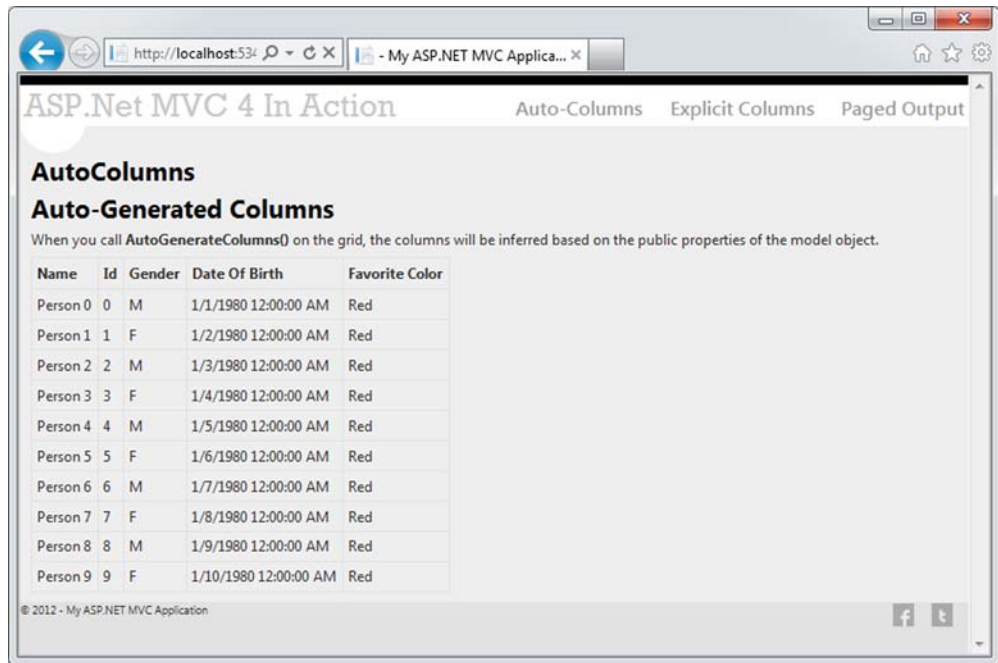 http://localhost:534
- My ASP.NET MVC Applica...
ASP.Net MVC 4 In Action
Auto-Columns Explicit Columns Paged Output
AutoColumns
Auto-Generated Columns
When you call AutoGenerateColumns() on the grid, the columns will be inferred based on the public properties of the model object.
Name Id Gender Date Of Birth Favorite Color
Person 0 0 M 1/1/1980 12:00:00 AM Red
Person 1 1 F 1/2/1980 12:00:00 AM Red
Person 2 2 M 1/3/1980 12:00:00 AM Red
Person 3 3 F 1/4/1980 12:00:00 AM Red
Person 4 4 M 1/5/1980 12:00:00 AM Red
Person 5 5 F 1/6/1980 12:00:00 AM Red
Person 6 6 M 1/7/1980 12:00:00 AM Red
Person 7 7 F 1/8/1980 12:00:00 AM Red
Person 8 8 M 1/9/1980 12:00:00 AM Red
Person 9 9 F 1/10/1980 12:00:00 AM Red
© 2012 - My ASP.NET MVC Application
f t